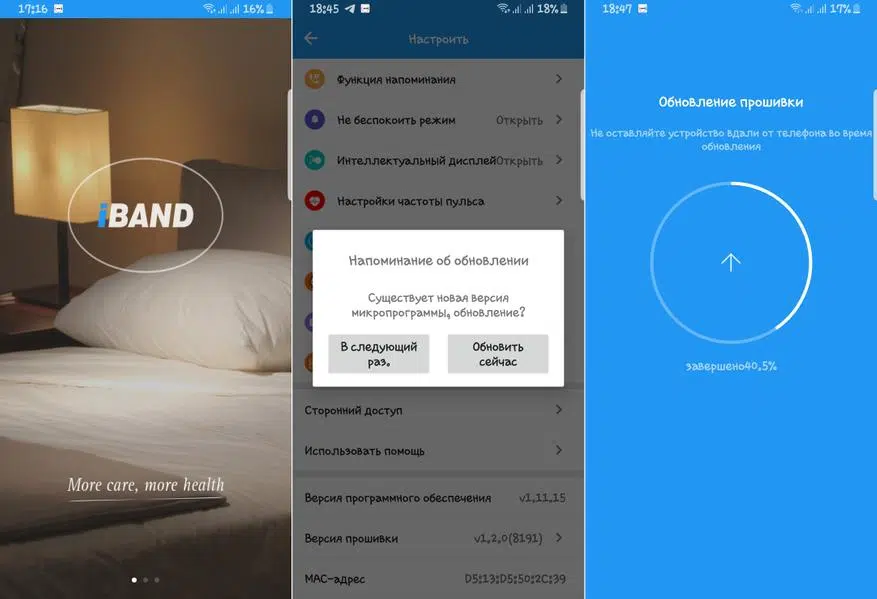 17:16
16%
iBAND
More care, more health
18:45
18%
Настроить
Функция напоминания
Не беспокоить режим Открыть
Интеллектуальный дисплейОткрыть
Настройки частоты пульса
Напоминание об обновлении
Существует новая версия
микропрограммы, обновление?
В следующий
раз.
Обновить
сейчас
Сторонний доступ
Использовать помощь
Версия программного обеспечения v1.11.15
Версия прошивки v1.2.0(8191)
MAC-адрес D5:13:D5:50:2C:39
18:47
17%
Обновление прошивки
Не оставляйте устройство вдали от телефона во время
обновления
завершено40.5%